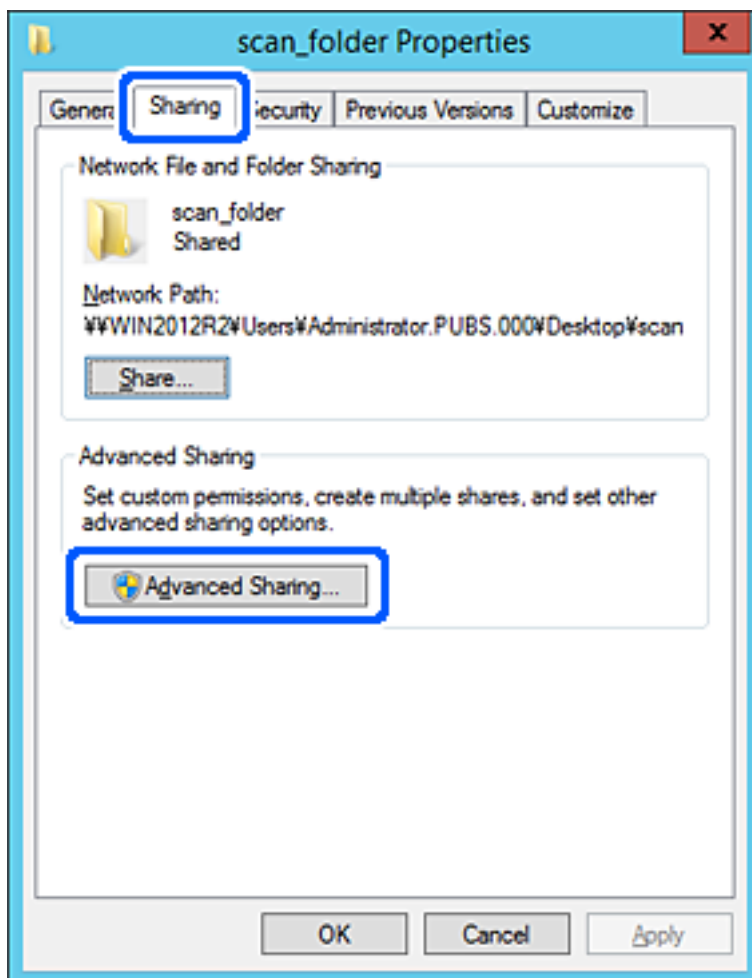 scan_folder Properties
x
Genera Sharing ecurity Previous Versions Customize
Network File and Folder Sharing
scan_folder
Shared
Network Path:
¥¥WIN2012R2¥Users¥Administrator.PUBS.000¥Desktop¥scan
Share...
Advanced Sharing
Set custom permissions, create multiple shares, and set other
advanced sharing options.
Advanced Sharing...
OK Cancel Apply